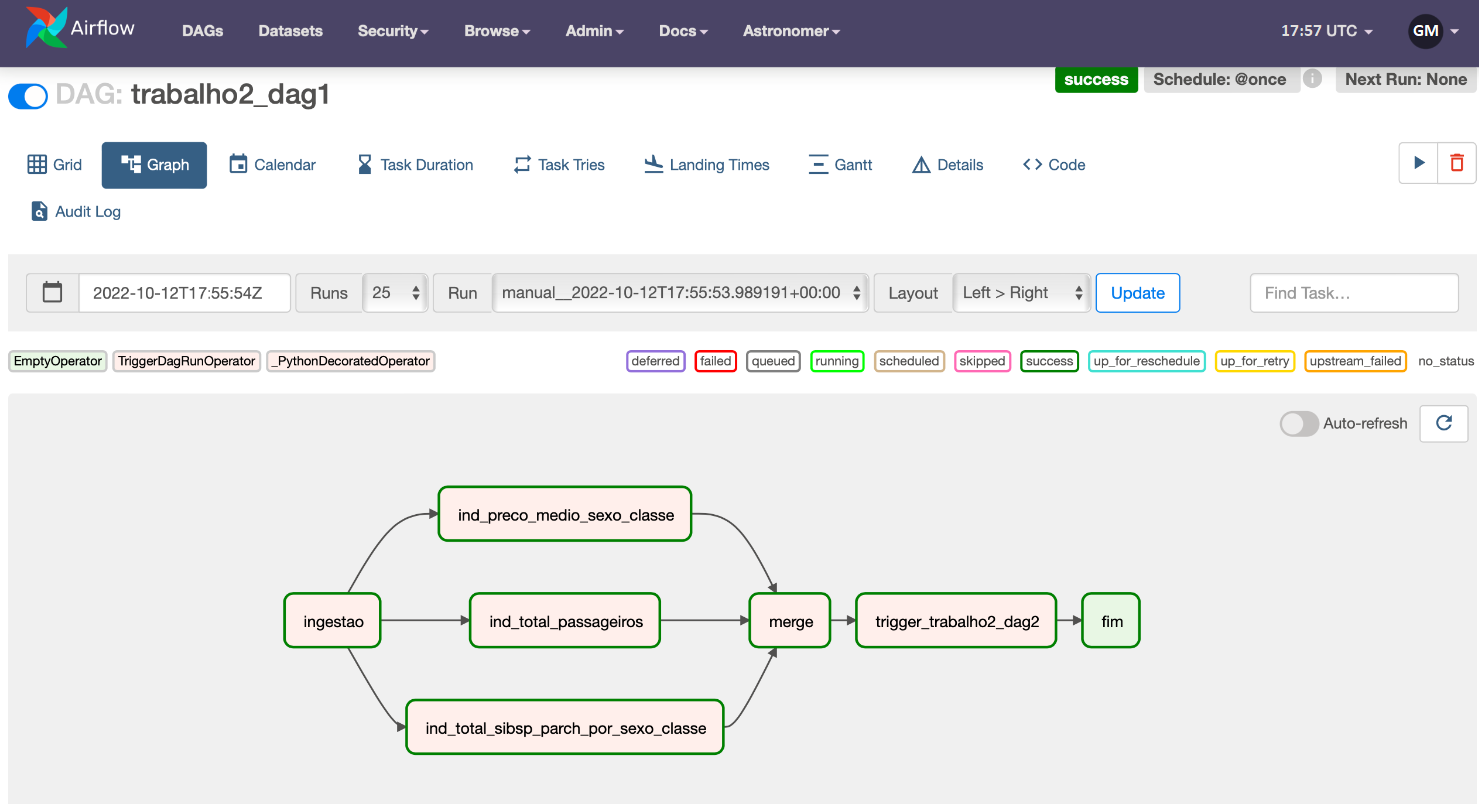 Airflow DAGs Datasets Security Browse Admin Docs Astronomer 17:57 UTC GM
DAG: trabalho2_dag1 success Schedule: @once i Next Run: None
Grid Graph Calendar Task Duration Task Tries Landing Times Gantt Details Code
Audit Log
2022-10-12T17:55:54Z Runs 25 Run manual__2022-10-12T17:55:53.989191+00:00 Layout Left > Right Update Find Task...
EmptyOperator TriggerDagRunOperator _PythonDecoratedOperator deferred failed queued running scheduled skipped success up_for_reschedule up_for_retry upstream_failed no_status
Auto-refresh
ind_preco_medio_sexo_classe
ingestao ind_total_passageiros merge trigger_trabalho2_dag2 fim
ind_total_sibsp_parch_por_sexo_classe